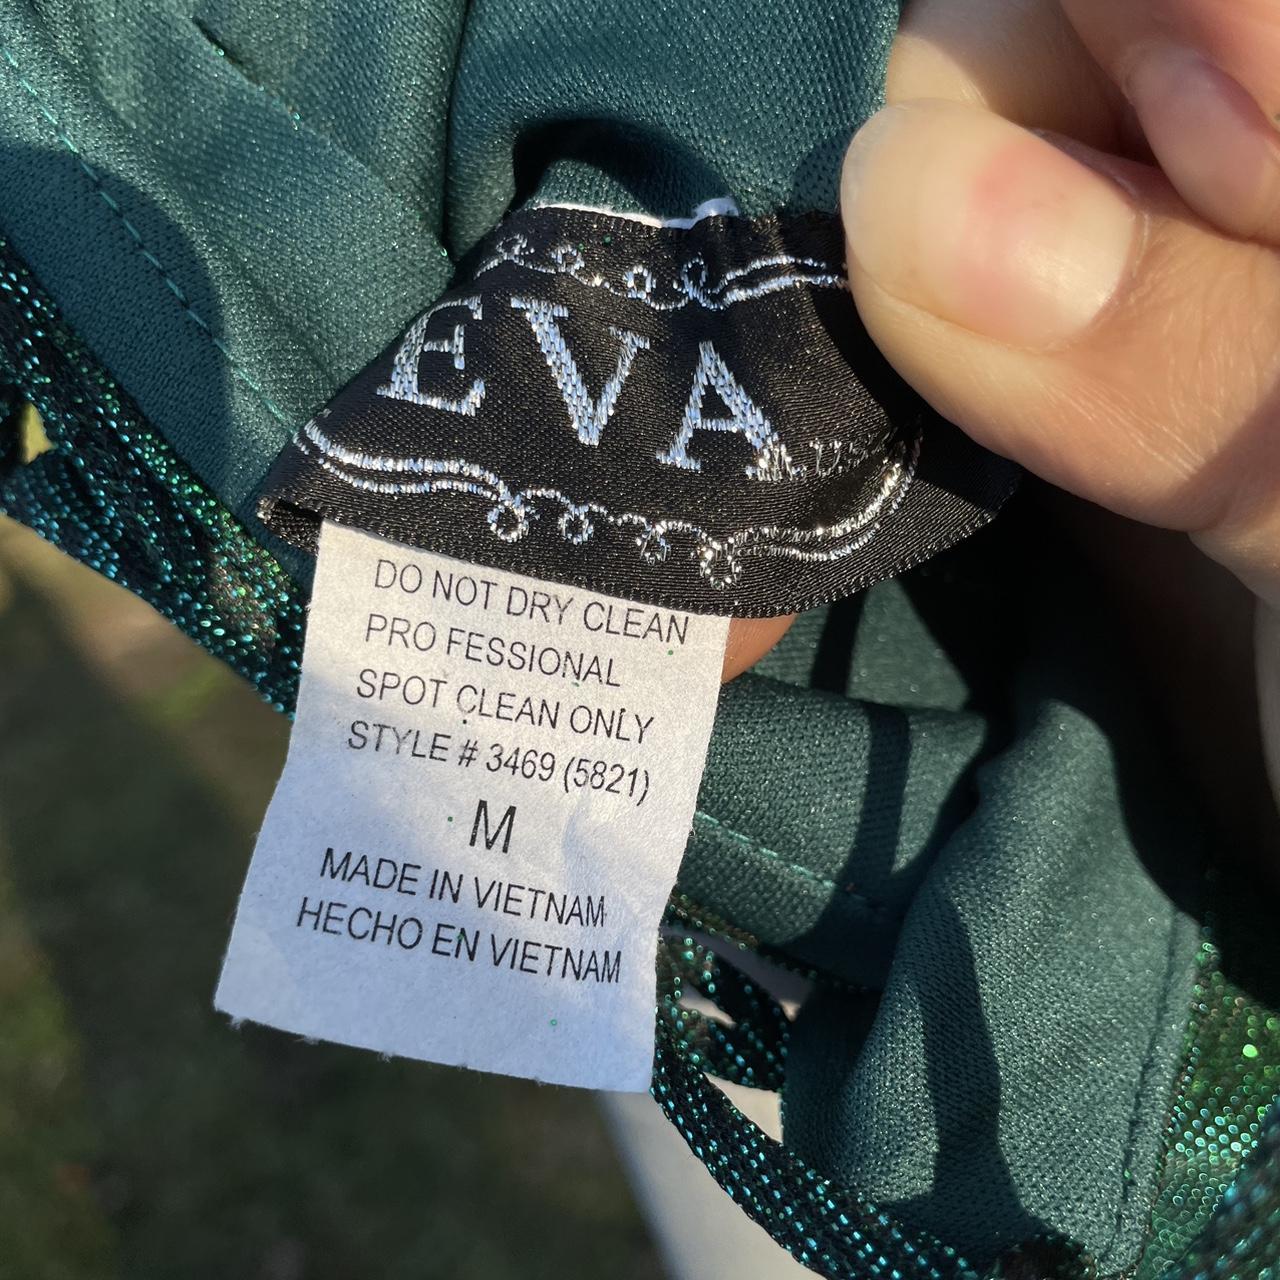 EVA
USA
DO NOT DRY CLEAN
PRO FESSIONAL
SPOT CLEAN ONLY
STYLE # 3469 (5821)
M
MADE IN VIETNAM
HECHO EN VIETNAM